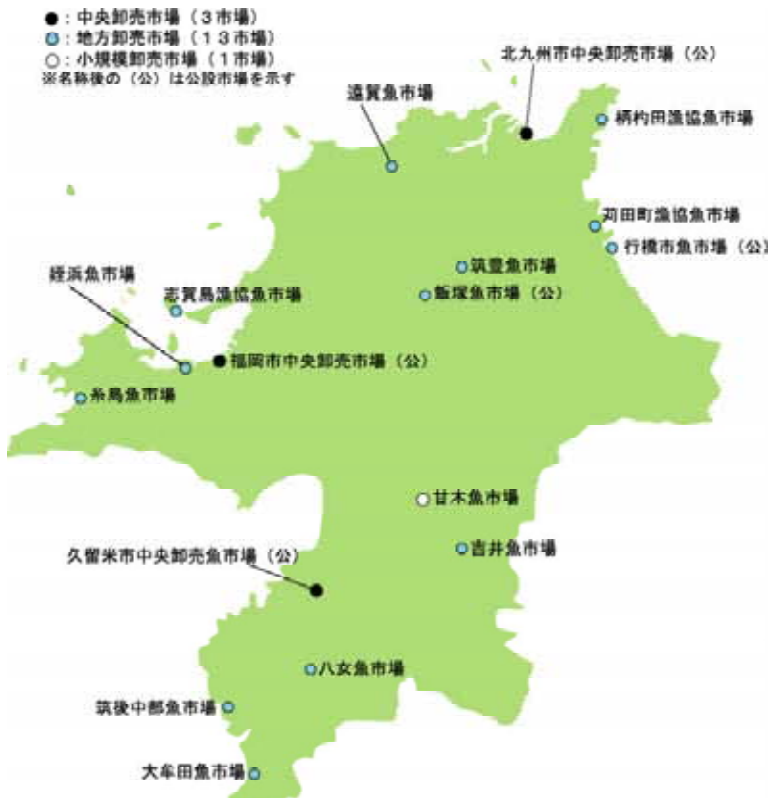 ●：中央卸売市場（３市場）
○：地方卸売市場（１３市場）
○：小規模卸売市場（１市場）
※名称後の（公）は公設市場を示す
北九州市中央卸売市場（公）
遠賀魚市場
柄杓田漁協魚市場
苅田町漁協魚市場
行橋市魚市場（公）
筑豊魚市場
姪浜魚市場
志賀島漁協魚市場
飯塚魚市場（公）
福岡市中央卸売市場（公）
糸島魚市場
甘木魚市場
吉井魚市場
久留米市中央卸売魚市場（公）
八女魚市場
筑後中部魚市場
大牟田魚市場